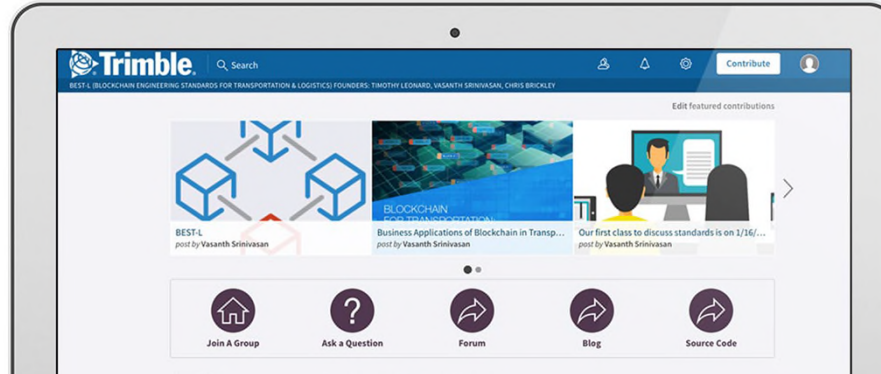 Trimble
Search
Contribute
BEST-L (BLOCKCHAIN ENGINEERING STANDARDS FOR TRANSPORTATION & LOGISTICS) FOUNDERS: TIMOTHY LEONARD, VASANTH SRINIVASAN, CHRIS BRICKLEY
Edit featured contributions
BLOCKCHAIN
FOR TRANSPORTATION:
BEST-L
post by Vasanth Srinivasan
Business Applications of Blockchain in Transp...
post by Vasanth Srinivasan
Our first class to discuss standards is on 1/16/...
post by Vasanth Srinivasan
Join A Group
Ask a Question
Forum
Blog
Source Code